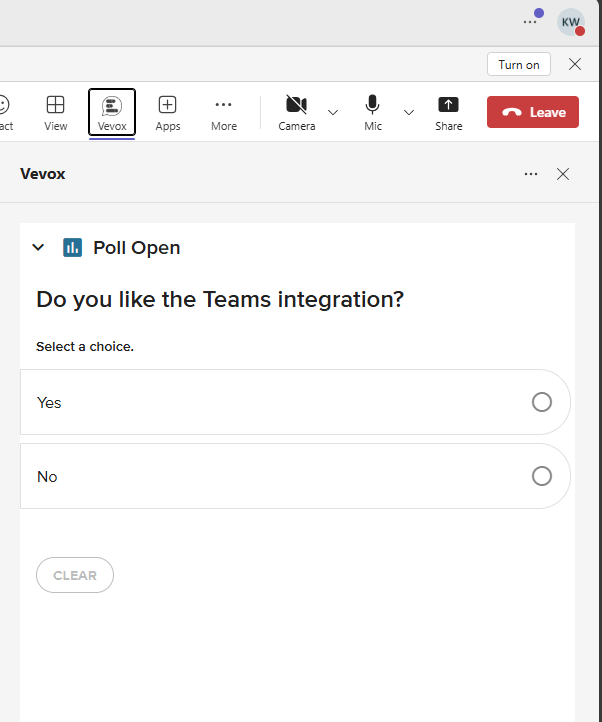 KW
Turn on
act
View
Vevox
Apps
More
Camera
Mic
Share
Leave
Vevox
Poll Open
Do you like the Teams integration?
Select a choice.
Yes
No
CLEAR